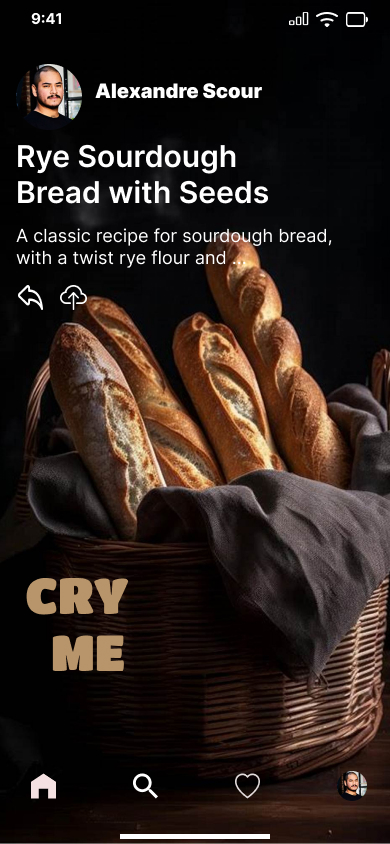 9:41
Alexandre Scour
Rye Sourdough
Bread with Seeds
A classic recipe for sourdough bread,
with a twist rye flour and ...
CRY
ME